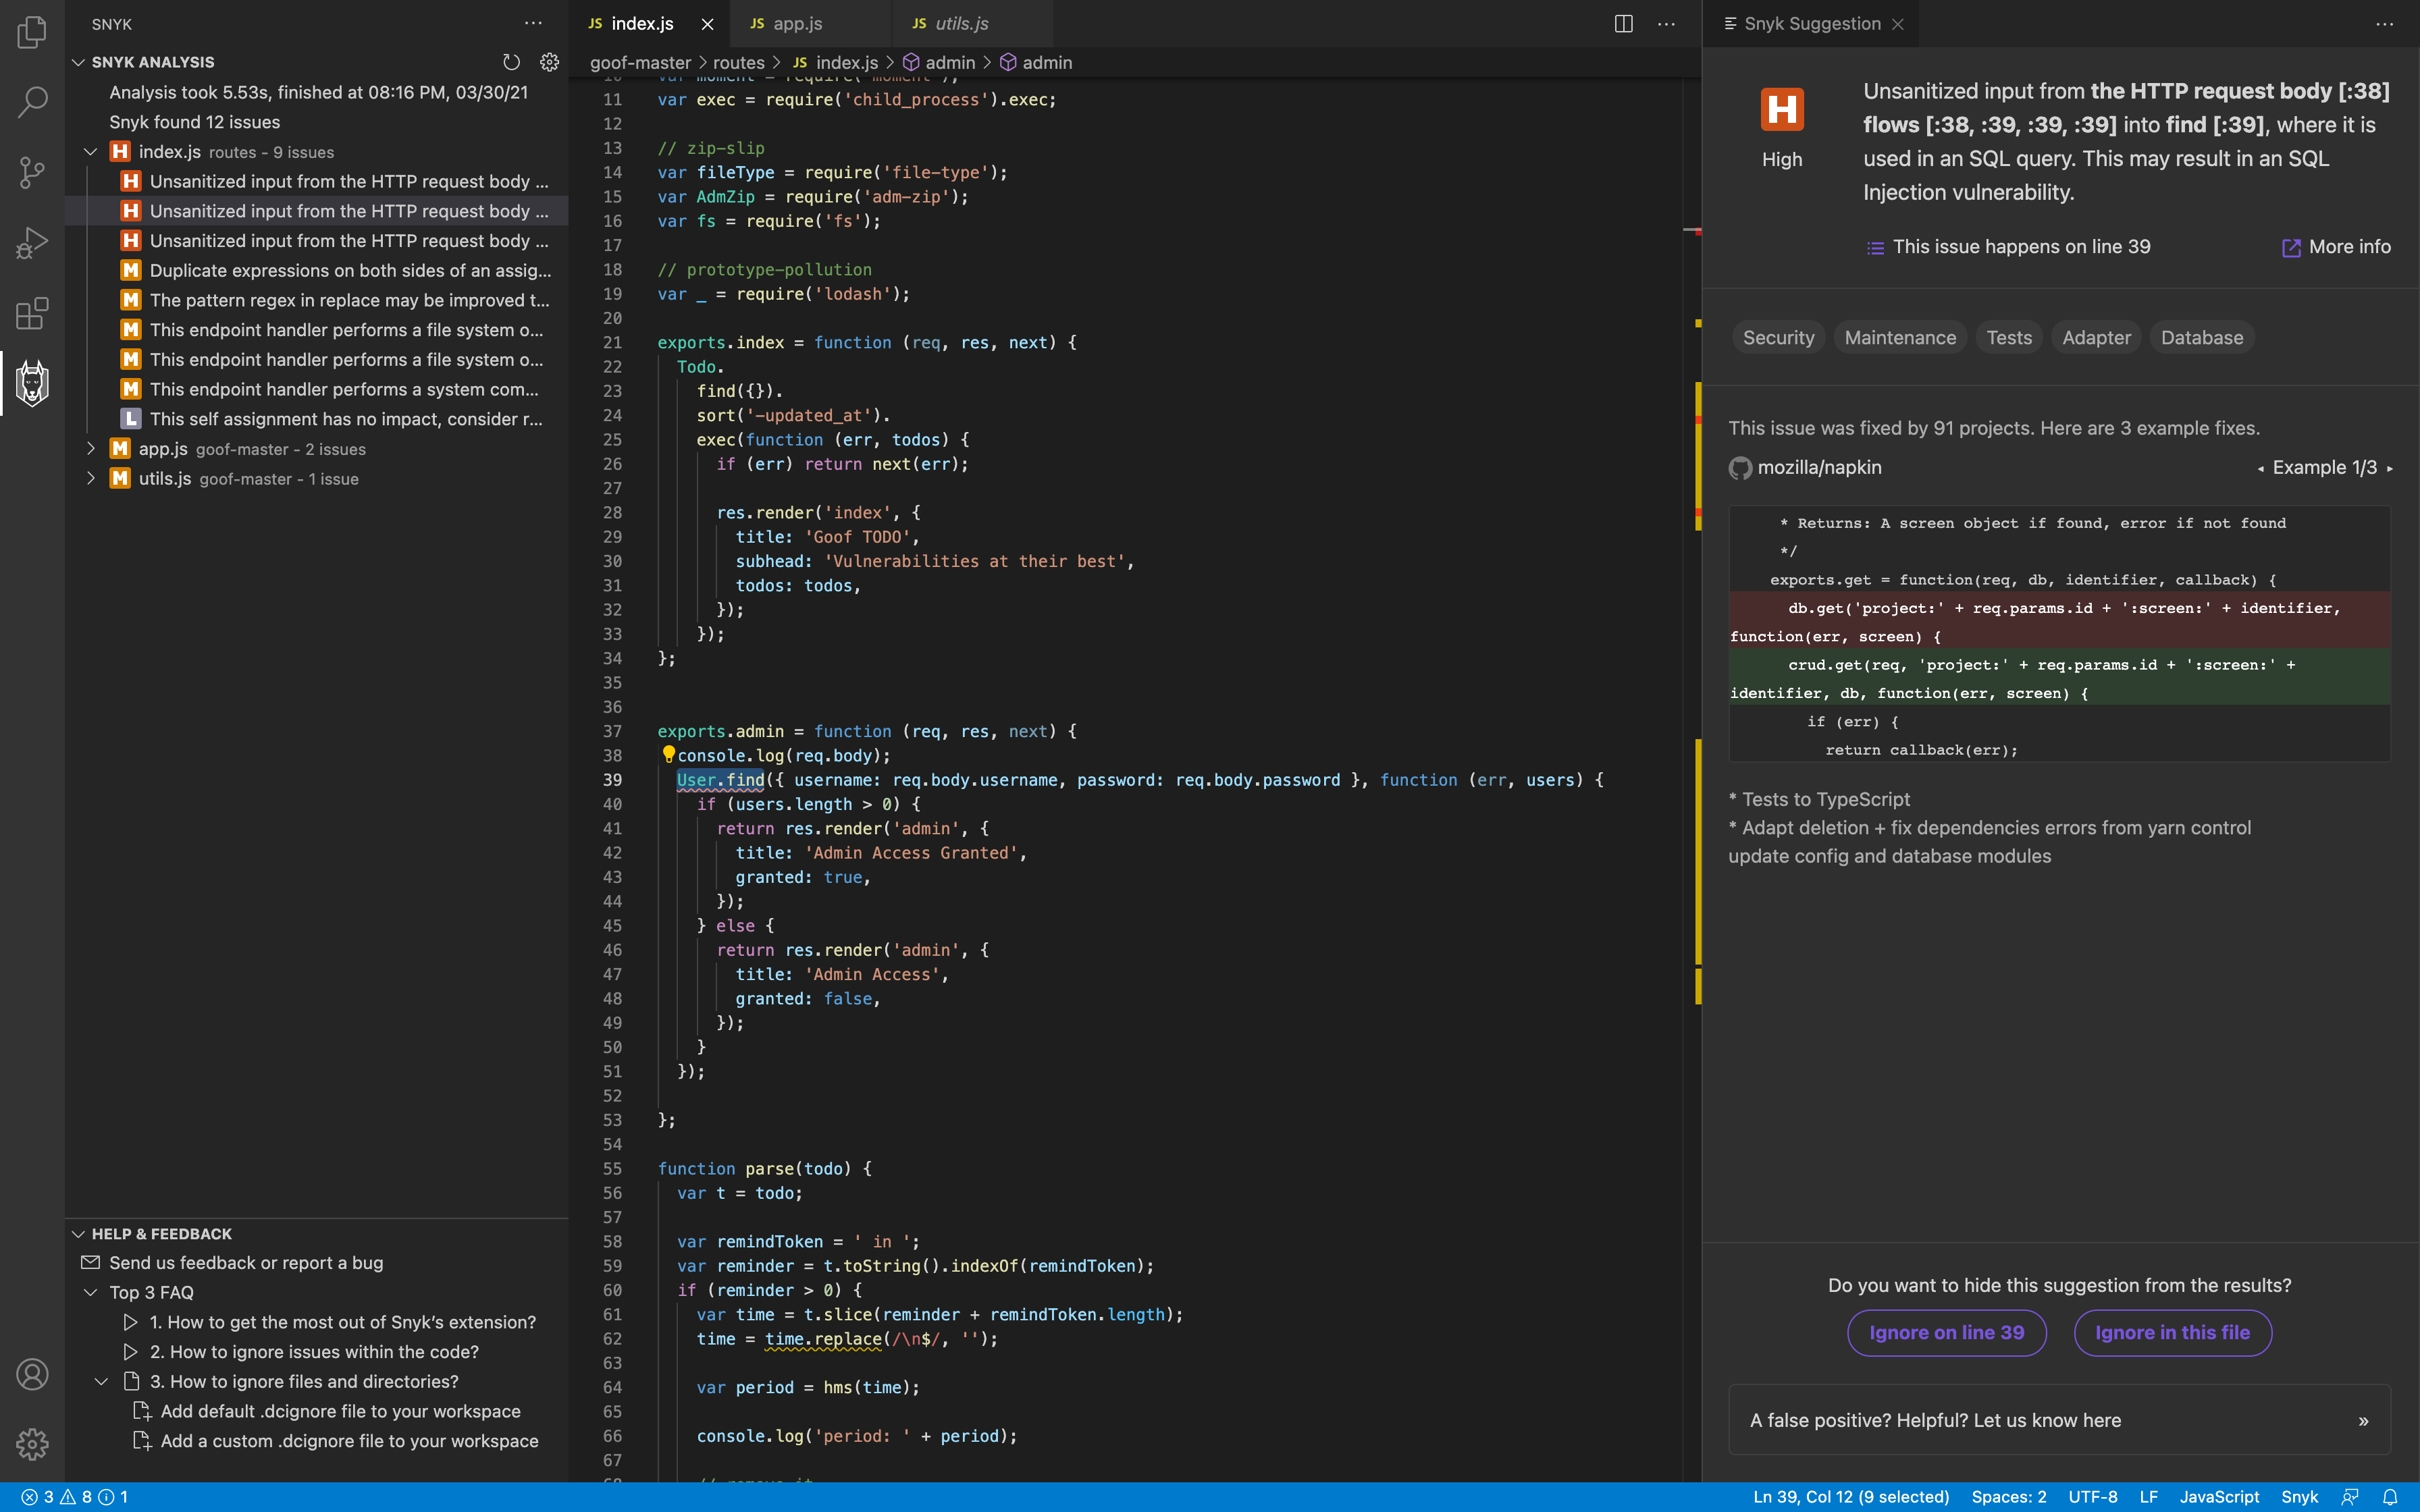 SNYK
SNYK ANALYSIS
Analysis took 5.53s, finished at 08:16 PM, 03/30/21
Snyk found 12 issues
H index.js routes - 9 issues
H Unsanitized input from the HTTP request body ...
H Unsanitized input from the HTTP request body ...
H Unsanitized input from the HTTP request body ...
M Duplicate expressions on both sides of an assig...
M The pattern regex in replace may be improved t...
M This endpoint handler performs a file system o...
M This endpoint handler performs a file system o...
M This endpoint handler performs a system com...
L This self assignment has no impact, consider r...
M app.js goof-master - 2 issues
M utils.js goof-master - 1 issue
HELP & FEEDBACK
Send us feedback or report a bug
Top 3 FAQ
1. How to get the most out of Snyk's extension?
2. How to ignore issues within the code?
3. How to ignore files and directories?
Add default .dcignore file to your workspace
Add a custom .dcignore file to your workspace
JS index.js
JS app.js
JS utils.js
goof-master > routes > JS index.js > admin > admin
10 var moment = require('moment');
11 var exec = require('child_process').exec;
12
13 // zip-slip
14 var fileType = require('file-type');
15 var AdmZip = require('adm-zip');
16 var fs = require('fs');
17
18 // prototype-pollution
19 var _ = require('lodash');
20
21 exports.index = function (req, res, next) {
22 Todo.
23 find({}).
24 sort('-updated_at').
25 exec(function (err, todos) {
26 if (err) return next(err);
27
28 res.render('index', {
29 title: 'Goof TODO',
30 subhead: 'Vulnerabilities at their best',
31 todos: todos,
32 });
33 });
34 };
35
36
37 exports.admin = function (req, res, next) {
38 console.log(req.body);
39 User.find({ username: req.body.username, password: req.body.password }, function (err, users) {
40 if (users.length > 0) {
41 return res.render('admin', {
42 title: 'Admin Access Granted',
43 granted: true,
44 });
45 } else {
46 return res.render('admin', {
47 title: 'Admin Access',
48 granted: false,
49 });
50 }
51 });
52
53 };
54
55 function parse(todo) {
56 var t = todo;
57
58 var remindToken = ' in ';
59 var reminder = t.toString().indexOf(remindToken);
60 if (reminder > 0) {
61 var time = t.slice(reminder + remindToken.length);
62 time = time.replace(/\n$/, '');
63
64 var period = hms(time);
65
66 console.log('period: ' + period);
67
Snyk Suggestion
H
High
Unsanitized input from the HTTP request body [:38]
flows [:38, :39, :39, :39] into find [:39], where it is
used in an SQL query. This may result in an SQL
Injection vulnerability.
This issue happens on line 39
More info
Security Maintenance Tests Adapter Database
This issue was fixed by 91 projects. Here are 3 example fixes.
mozilla/napkin
Example 1/3
* Returns: A screen object if found, error if not found
*/
exports.get = function(req, db, identifier, callback) {
db.get('project:' + req.params.id + ':screen:' + identifier,
function(err, screen) {
crud.get(req, 'project:' + req.params.id + ':screen:' +
identifier, db, function(err, screen) {
if (err) {
return callback(err);
* Tests to TypeScript
* Adapt deletion + fix dependencies errors from yarn control
update config and database modules
Do you want to hide this suggestion from the results?
Ignore on line 39
Ignore in this file
A false positive? Helpful? Let us know here »
3 8 1
Ln 39, Col 12 (9 selected) Spaces: 2 UTF-8 LF JavaScript Snyk